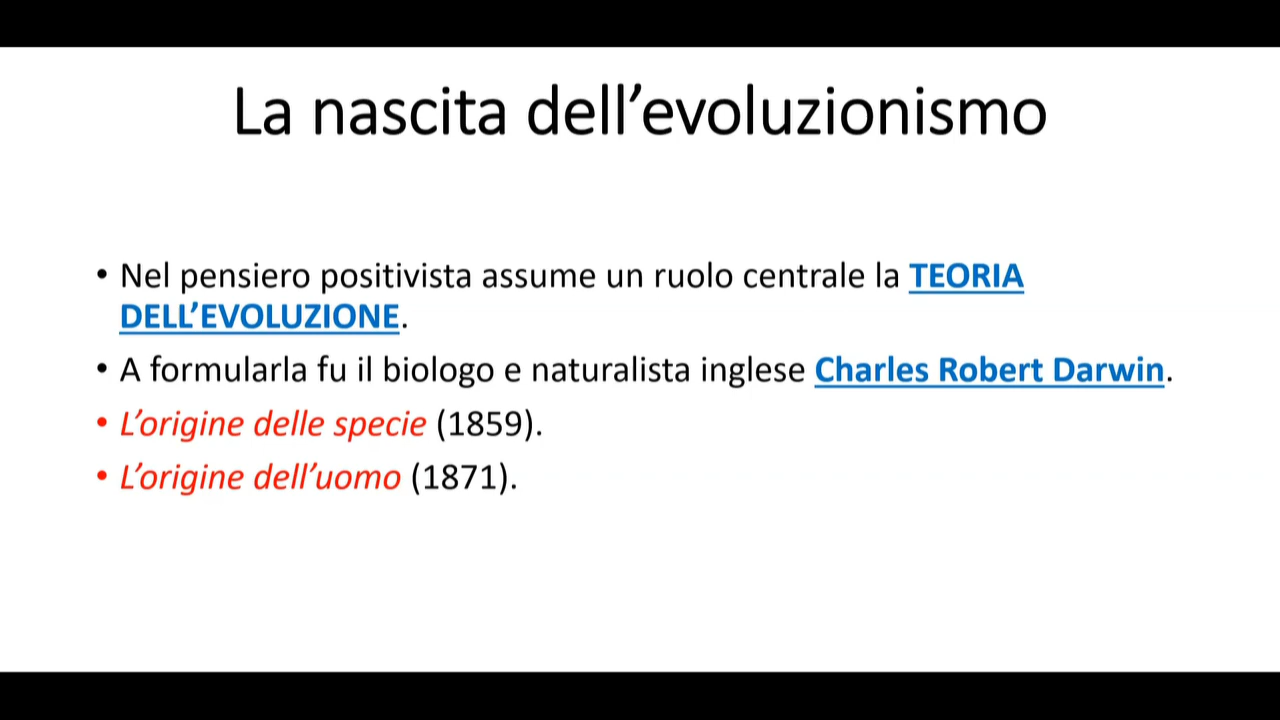 La nascita dell’evoluzionismo
• Nel pensiero positivista assume un ruolo centrale la TEORIA
DELL’EVOLUZIONE.
• A formularla fu il biologo e naturalista inglese Charles Robert Darwin.
• L’origine delle specie (1859).
• L’origine dell’uomo (1871).